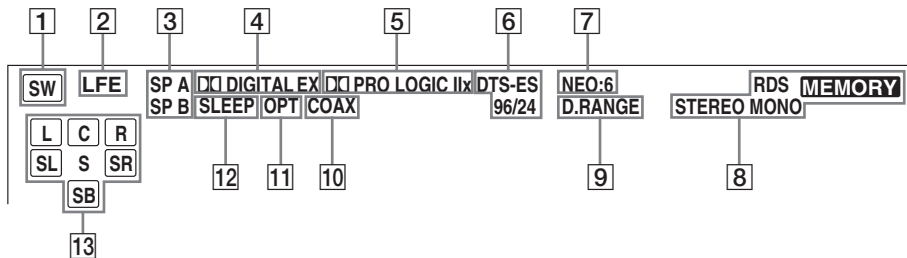 1 2 3 4 5 6 7
SW LFE SP A DIGITAL EX PRO LOGIC IIx DTS-ES NEO:6 RDS MEMORY
SP B SLEEP OPT COAX 96/24 D.RANGE STEREO MONO
L C R
SL S SR
SB
12 11 10 9 8
13